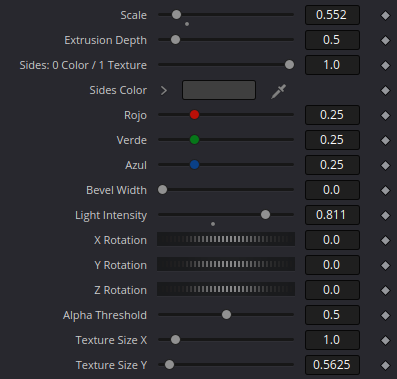 Scale 0.552
Extrusion Depth 0.5
Sides: 0 Color / 1 Texture 1.0
Sides Color
Rojo 0.25
Verde 0.25
Azul 0.25
Bevel Width 0.0
Light Intensity 0.811
X Rotation 0.0
Y Rotation 0.0
Z Rotation 0.0
Alpha Threshold 0.5
Texture Size X 1.0
Texture Size Y 0.5625